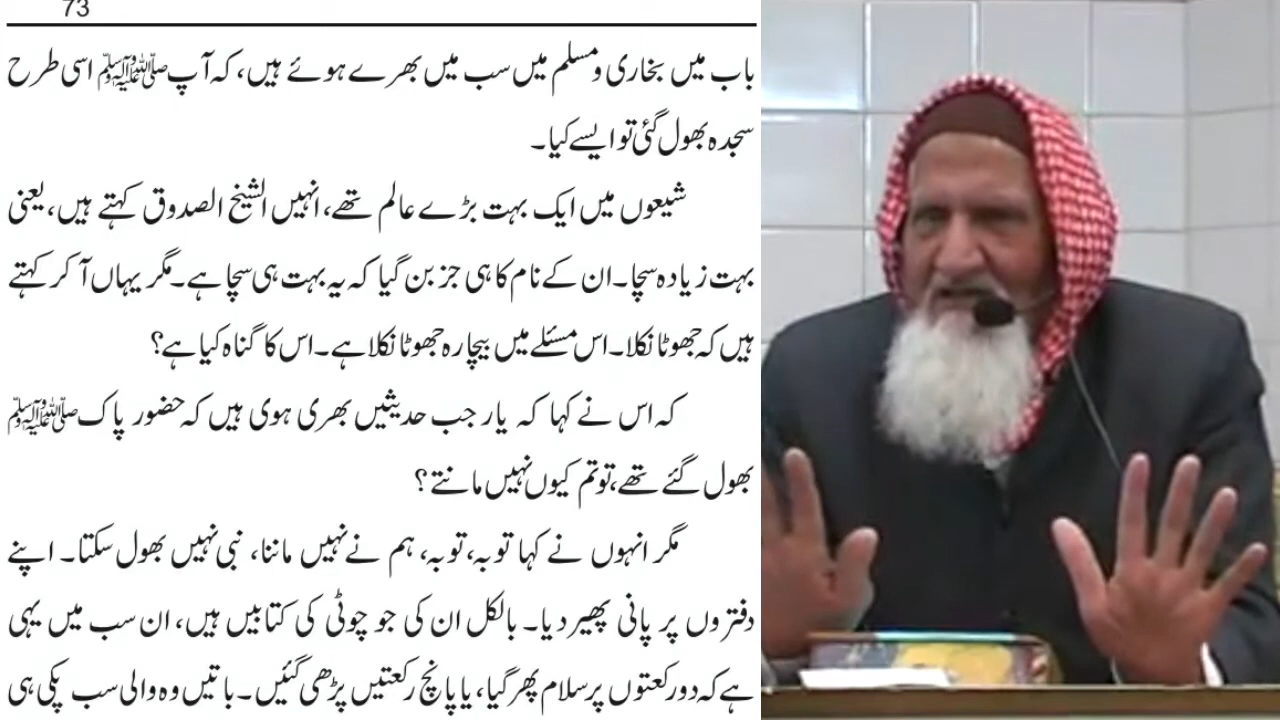 73
باب میں بخاری و مسلم میں سب میں بھرے ہوئے ہیں، کہ آپ ﷺ اسی طرح
سجدہ بھول گئی تو ایسے کیا۔
شیعوں میں ایک بہت بڑے عالم تھے، انہیں الشیخ الصدوق کہتے ہیں، یعنی
بہت زیادہ سچا۔ ان کے نام کا ہی جز بن گیا کہ یہ بہت ہی سچا ہے۔ مگر یہاں آ کر کہتے
ہیں کہ جھوٹا نکلا۔ اس مسئلے میں بیچارہ جھوٹا نکلا ہے۔ اس کا گناہ کیا ہے؟
کہ اس نے کہا کہ یار جب حدیثیں بھری ہوی ہیں کہ حضور پاک ﷺ
بھول گئے تھے، تو تم کیوں نہیں مانتے؟
مگر انہوں نے کہا توبہ، توبہ، ہم نے نہیں ماننا، نبی نہیں بھول سکتا۔ اپنے
دفتروں پر پانی پھیر دیا۔ بالکل ان کی جو چوٹی کی کتابیں ہیں، ان سب میں یہی
ہے کہ دو رکعتوں پر سلام پھر گیا، یا پانچ رکعتیں پڑھی گئیں۔ باتیں وہ والی سب پکی ہی